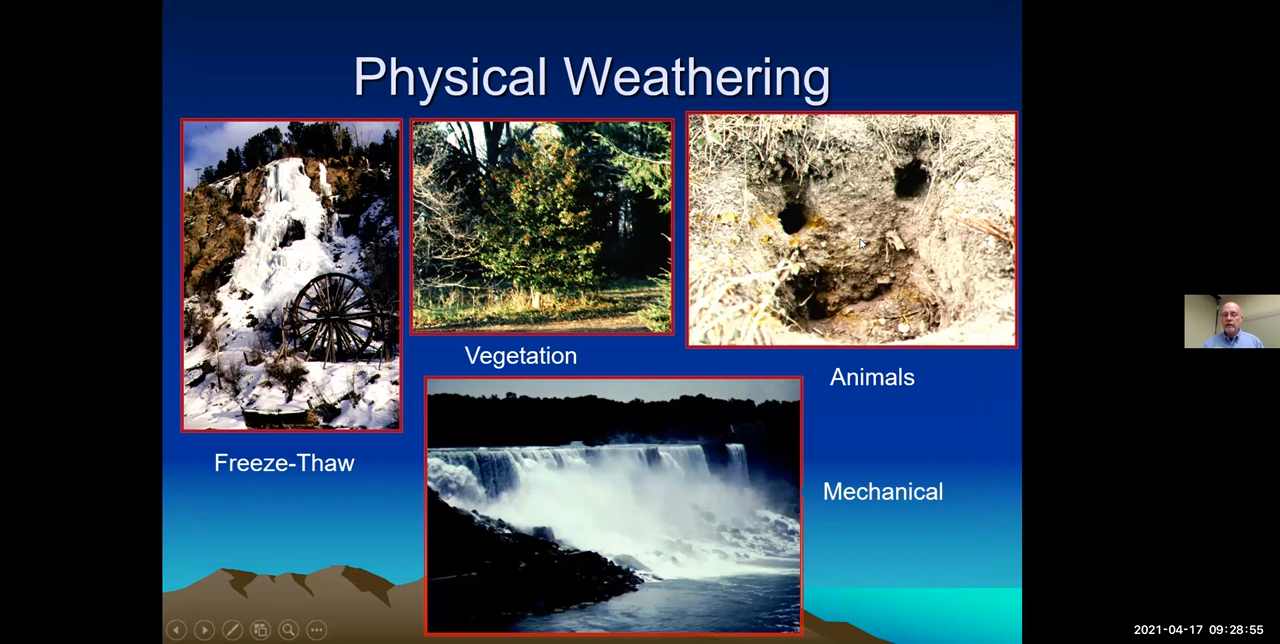 Physical Weathering
Vegetation
Animals
Freeze-Thaw
Mechanical
2021-04-17 09:28:55